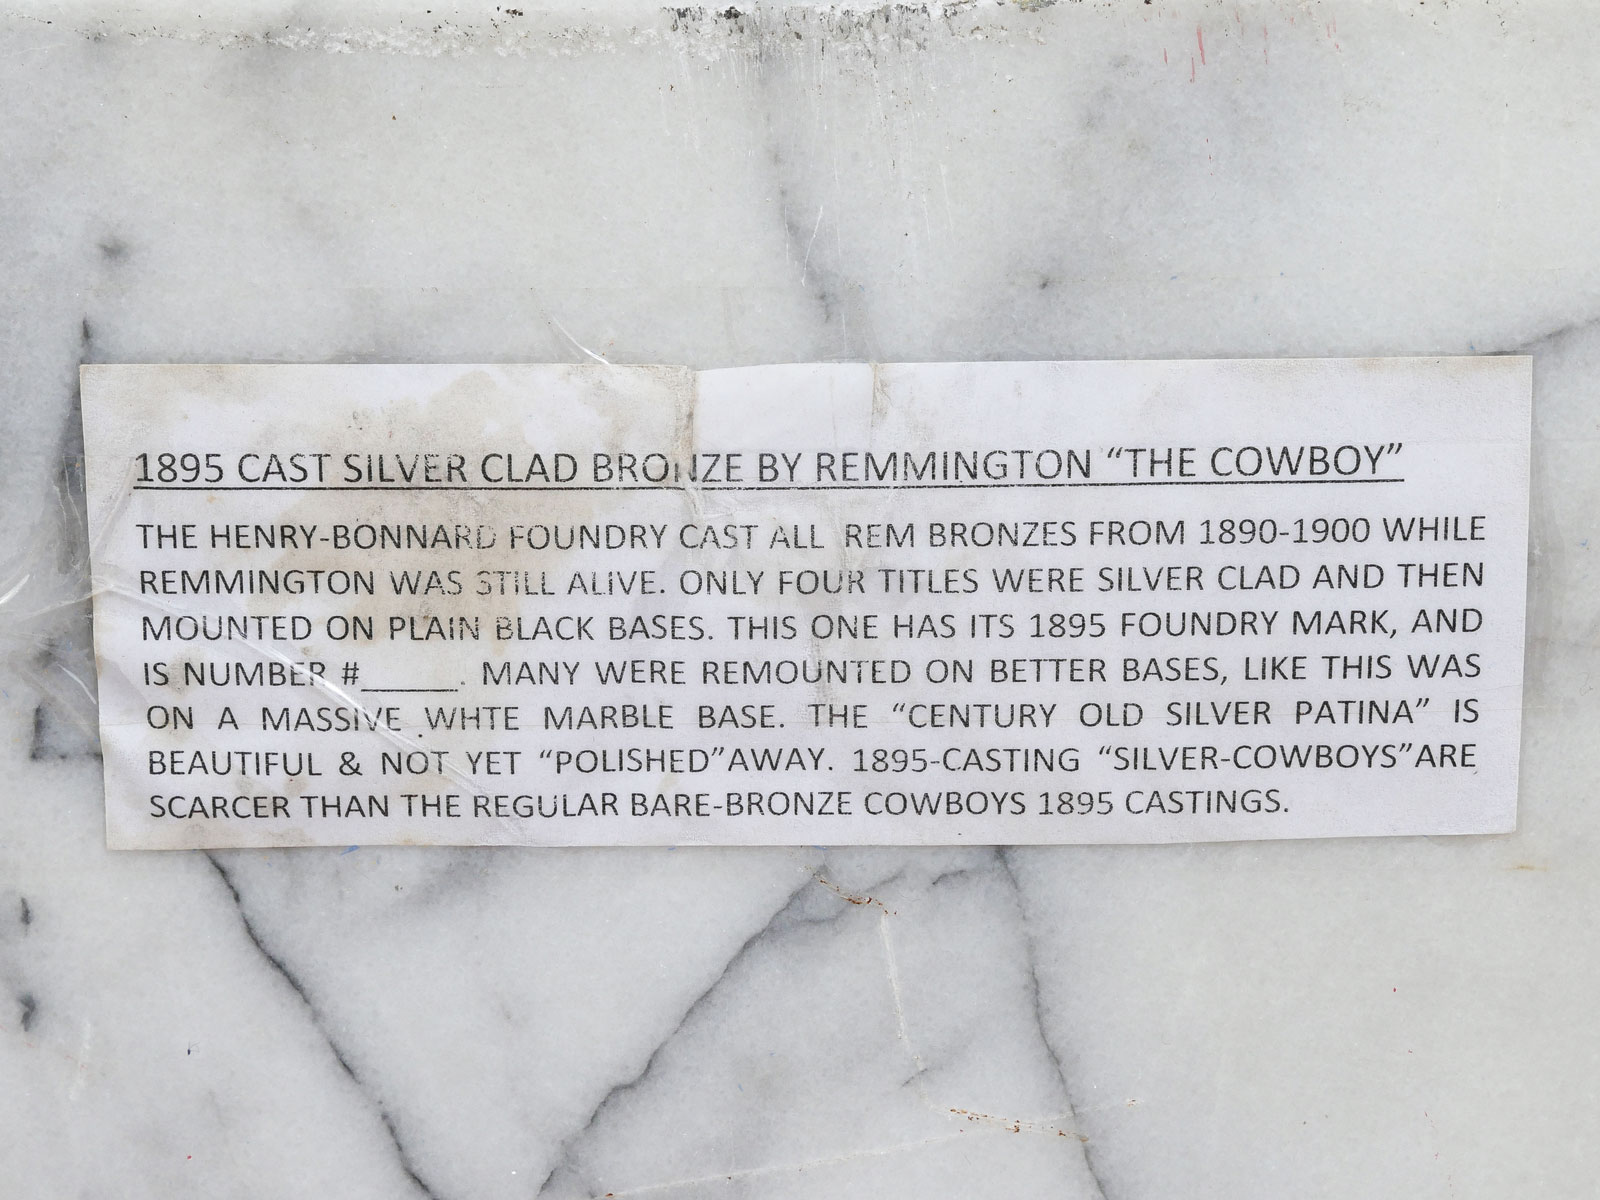 1895 CAST SILVER CLAD BRONZE BY REMMINGTON “THE COWBOY”
THE HENRY-BONNARD FOUNDRY CAST ALL REM BRONZES FROM 1890-1900 WHILE
REMMINGTON WAS STILL ALIVE. ONLY FOUR TITLES WERE SILVER CLAD AND THEN
MOUNTED ON PLAIN BLACK BASES. THIS ONE HAS ITS 1895 FOUNDRY MARK, AND
IS NUMBER #_____. MANY WERE REMOUNTED ON BETTER BASES, LIKE THIS WAS
ON A MASSIVE WHTE MARBLE BASE. THE “CENTURY OLD SILVER PATINA” IS
BEAUTIFUL & NOT YET “POLISHED”AWAY. 1895-CASTING “SILVER-COWBOYS”ARE
SCARCER THAN THE REGULAR BARE-BRONZE COWBOYS 1895 CASTINGS.